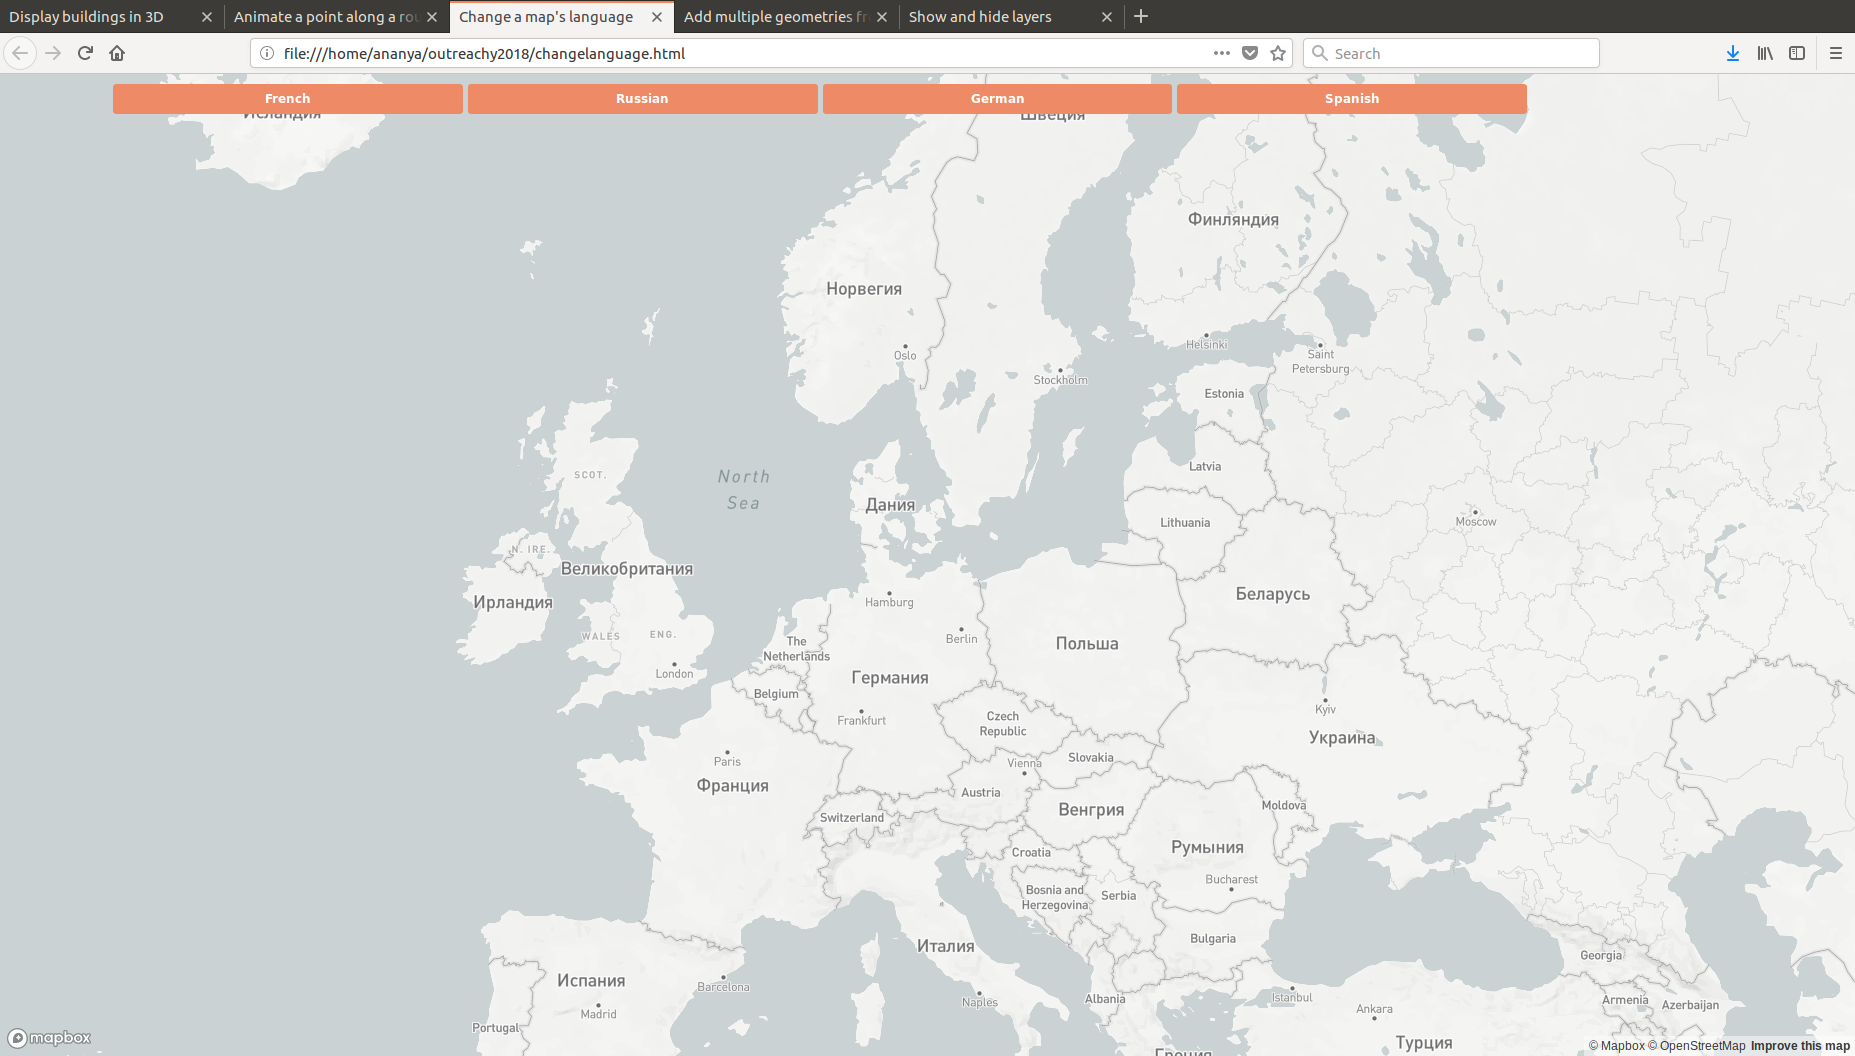 Display buildings in 3D
Animate a point along a rou
Change a map's language
Add multiple geometries fr
Show and hide layers
file:///home/ananya/outreachy2018/changelanguage.html
Search
French
Russian
German
Spanish
Исландия
Швеция
Финляндия
Норвегия
Oslo
Helsinki
Saint
Petersburg
Stockholm
Estonia
Latvia
SCOT.
North
Sea
Дания
Lithuania
Moscow
N. IRE.
Великобритания
Ирландия
Hamburg
Беларусь
WALES
ENG.
Berlin
The
Netherlands
Польша
London
Германия
Belgium
Frankfurt
Czech
Republic
Kyiv
Украина
Paris
Vienna
Slovakia
Франция
Austria
Switzerland
Венгрия
Moldova
Croatia
Румыния
Bucharest
Bosnia and
Herzegovina
Serbia
Италия
Bulgaria
Georgia
Испания
Barcelona
Madrid
Naples
Albania
Istanbul
Ankara
Armenia
Azerbaijan
Portugal
Турция
Греция
mapbox
© Mapbox © OpenStreetMap Improve this map